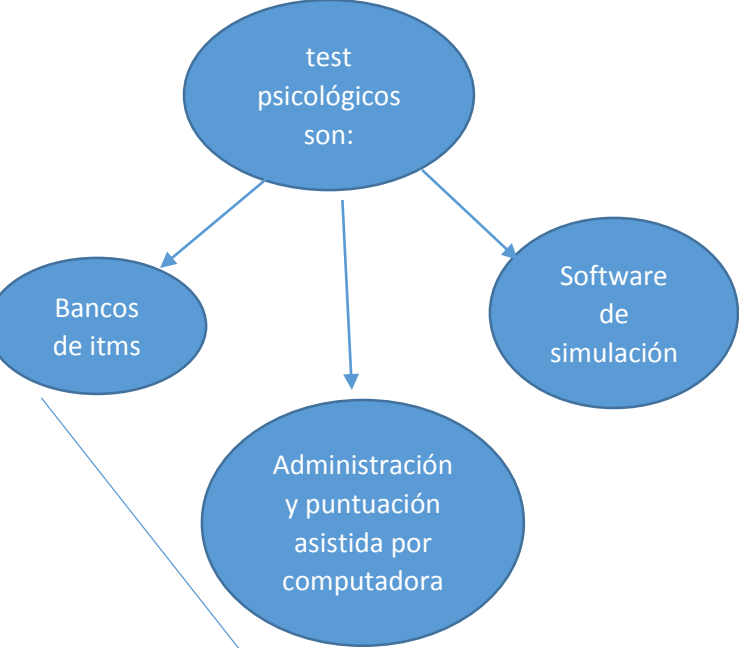 test
psicológicos
son:
Bancos
de itms
Software
de
simulación
Administración
y puntuación
asistida por
computadora